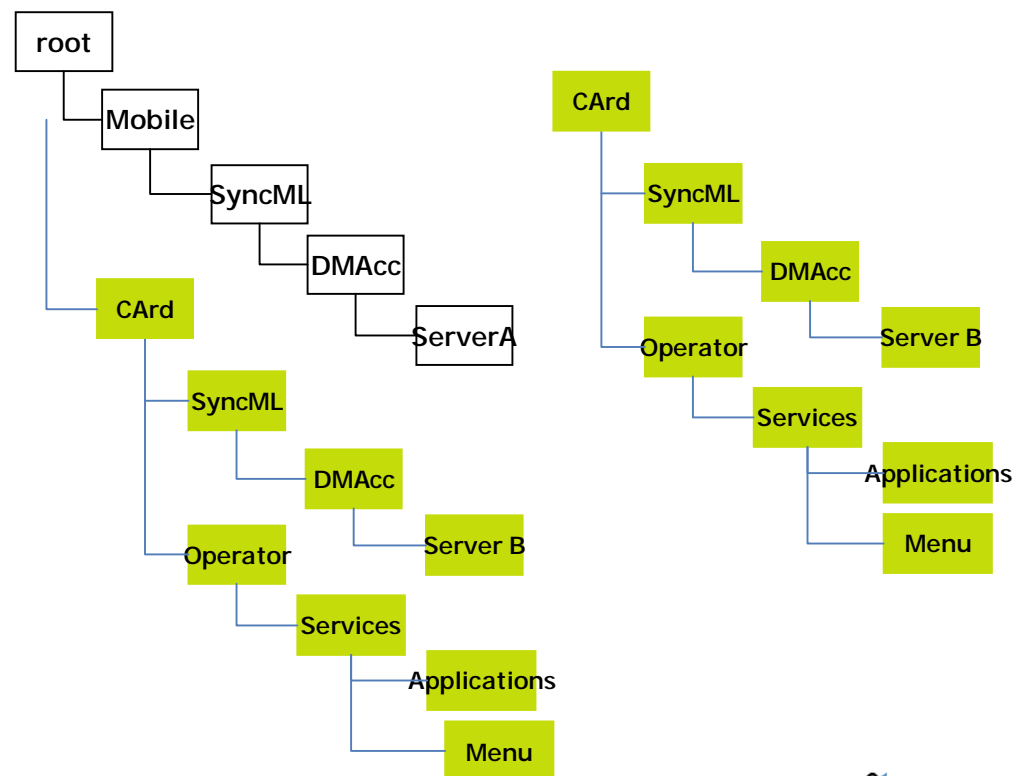 root
Mobile
SyncML
DMAcc
ServerA
CArd
SyncML
DMAcc
Server B
Operator
Services
Applications
Menu
CArd
SyncML
DMAcc
Server B
Operator
Services
Applications
Menu